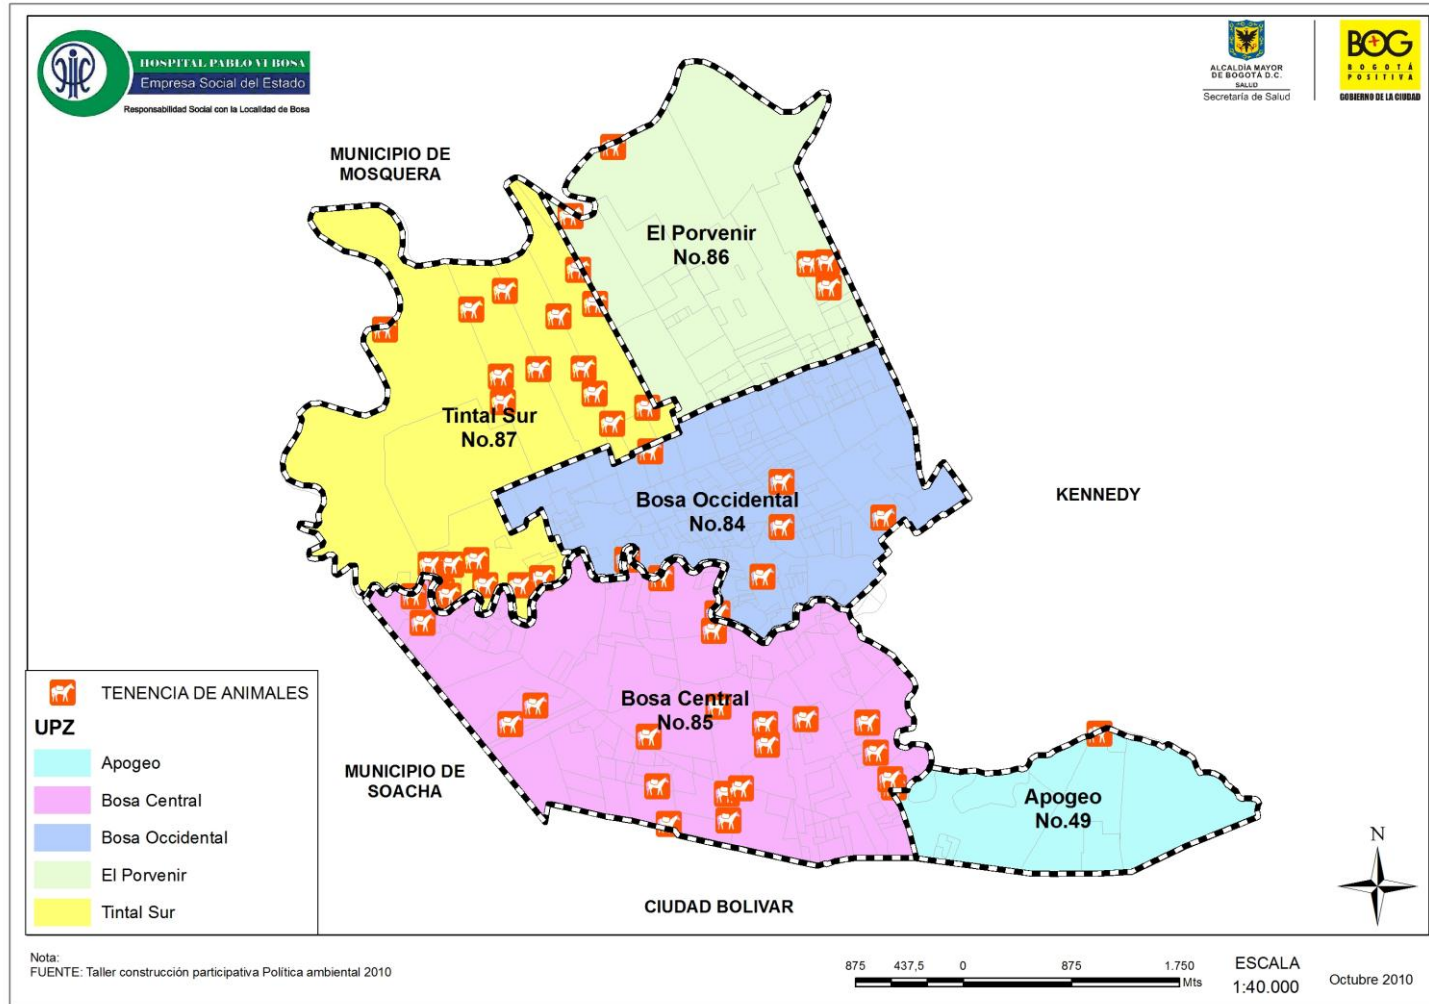 HOSPITAL PABLO VI BOSA
Empresa Social del Estado
Responsabilidad Social con la Localidad de Bosa
ALCALDÍA MAYOR
DE BOGOTÁ D.C.
SALUD
Secretaría de Salud
BOG
BOGOTÁ
POSITIVA
GOBIERNO DE LA CIUDAD
MUNICIPIO DE
MOSQUERA
El Porvenir
No.86
Tintal Sur
No.87
Bosa Occidental
No.84
KENNEDY
Bosa Central
No.85
MUNICIPIO DE
SOACHA
Apogeo
No.49
CIUDAD BOLIVAR
TENENCIA DE ANIMALES
UPZ
Apogeo
Bosa Central
Bosa Occidental
El Porvenir
Tintal Sur
N
Nota:
FUENTE: Taller construcción participativa Política ambiental 2010
875 437,5 0 875 1.750
Mts
ESCALA
1:40.000
Octubre 2010